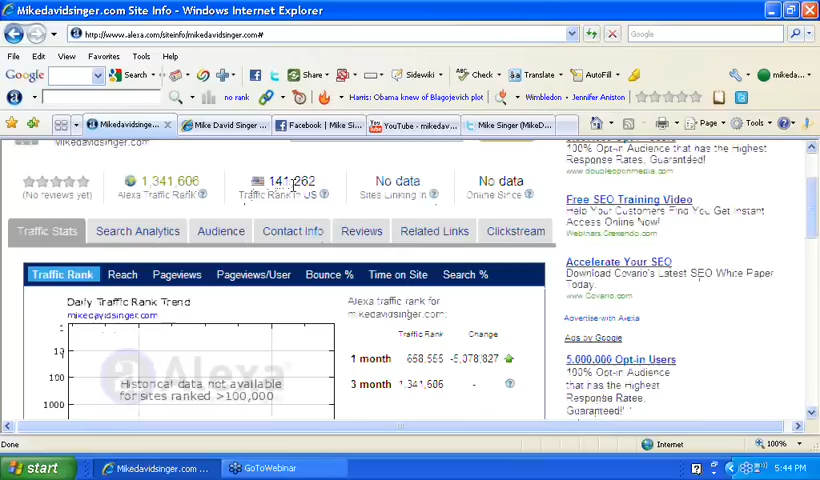 Mikedavidsinger.com Site Info - Windows Internet Explorer
http://www.alexa.com/siteinfo/mikedavidsinger.com#
Google
File Edit View Favorites Tools Help
Google Search Share Sidewiki Check Translate AutoFill mikeda...
no rank Harris: Obama knew of Blagojevich plot Wimbledon - Jennifer Aniston
Mikedavidsinger.... Mike David Singer ... Facebook | Mike Si... YouTube - mikedav... Mike Singer (MikeD... Page Tools
mikedavidsinger.com
100% Opt-in Audience has the Highest
Response Rates, Guaranteed!
www.doubleoptinmedia.com
1,341,606 141,262 No data No data
(No reviews yet) Alexa Traffic Rank Traffic Rank in US Sites Linking In Online Since
Free SEO Training Video
Help Your Customers Find You Get
Access Online Now!
Webinars.Crexendo.com
Traffic Stats Search Analytics Audience Contact Info Reviews Related Links Clickstream
Accelerate Your SEO
Download Covario's Latest SEO White Paper
Today.
www.Covario.com
Traffic Rank Reach Pageviews Pageviews/User Bounce % Time on Site Search %
Daily Traffic Rank Trend
mikedavidsinger.com
Alexa traffic rank for
mikedavidsinger.com:
Traffic Rank Change
1 month 658,555 -5,078,827
3 month 1,341,606 -
Alexa
Historical data not available
for sites ranked >100,000
1
10
100
1000
Advertise with Alexa
Ads by Google
5,000,000 Opt-in Users
100% Opt-in Audience
that has the Highest
Response Rates,
Guaranteed!
Done Internet 100%
start Mikedavidsinger.com ... GoToWebinar 5:44 PM